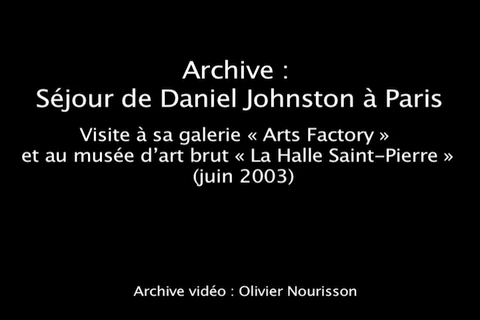 Archive :
Séjour de Daniel Johnston à Paris
Visite à sa galerie « Arts Factory »
et au musée d'art brut « La Halle Saint-Pierre »
(juin 2003)
Archive vidéo : Olivier Nourisson